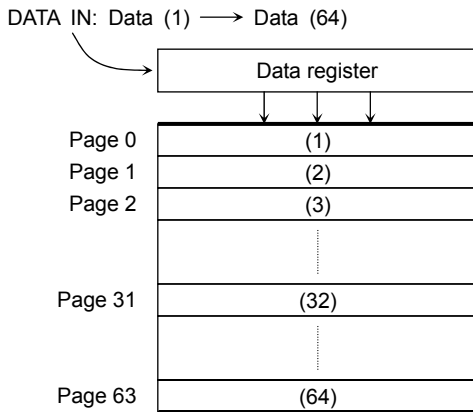 DATA IN: Data (1) ⟶ Data (64)
Data register
Page 0 (1)
Page 1 (2)
Page 2 (3)
Page 31 (32)
Page 63 (64)